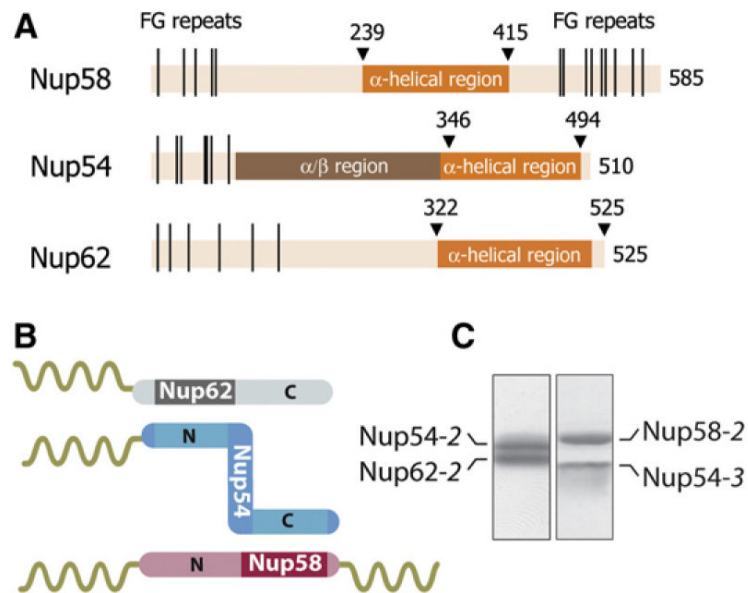 A
FG repeats
239
415
FG repeats
Nup58
α-helical region
585
346
494
Nup54
α/β region
α-helical region
510
322
525
Nup62
α-helical region
525
B
Nup62
C
N
Nup54
C
N
Nup58
C
Nup54-2
Nup62-2
Nup58-2
Nup54-3